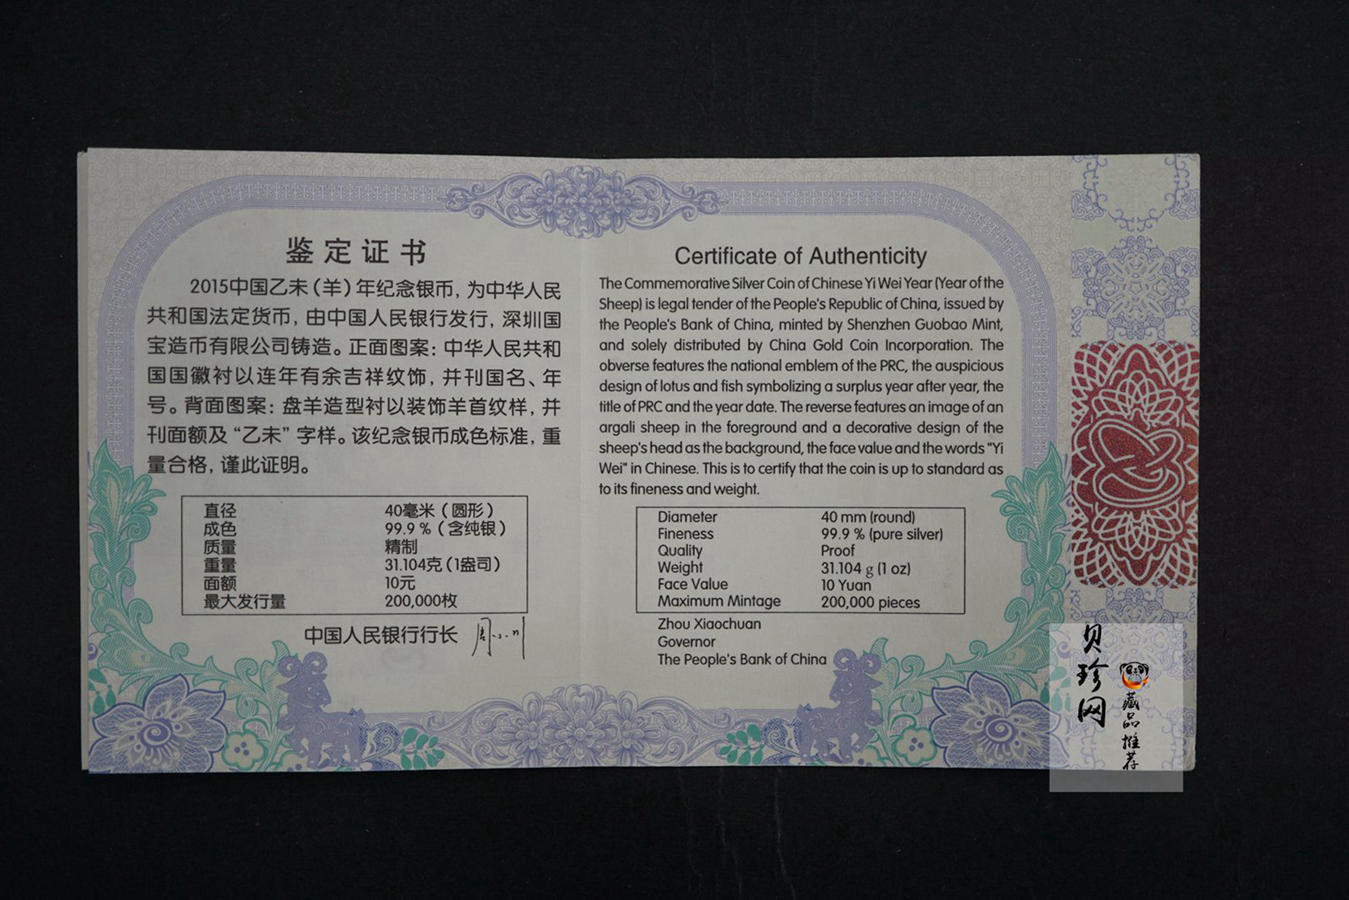 鉴定证书
2015中国乙未（羊）年纪念银币，为中华人民
共和国法定货币，由中国人民银行发行，深圳国
宝造币有限公司铸造。正面图案：中华人民共和
国国徽衬以连年有余吉祥纹饰，并刊国名、年
号。背面图案：盘羊造型衬以装饰羊首纹样，并
刊面额及“乙未”字样。该纪念银币成色标准，重
量合格，谨此证明。
直径 40毫米（圆形）
成色 99.9 %（含纯银）
质量 精制
重量 31.104克（1盎司）
面额 10元
最大发行量 200,000枚
中国人民银行行长
Certificate of Authenticity
The Commemorative Silver Coin of Chinese Yi Wei Year (Year of the
Sheep) is legal tender of the People's Republic of China, issued by
the People's Bank of China, minted by Shenzhen Guobao Mint,
and solely distributed by China Gold Coin Incorporation. The
obverse features the national emblem of the PRC, the auspicious
design of lotus and fish symbolizing a surplus year after year, the
title of PRC and the year date. The reverse features an image of an
argali sheep in the foreground and a decorative design of the
sheep's head as the background, the face value and the words "Yi
Wei" in Chinese. This is to certify that the coin is up to standard as
to its fineness and weight.
Diameter 40 mm (round)
Fineness 99.9 % (pure silver)
Quality Proof
Weight 31.104 g (1 oz)
Face Value 10 Yuan
Maximum Mintage 200,000 pieces
Zhou Xiaochuan
Governor
The People's Bank of China
贝珍网
藏品推荐